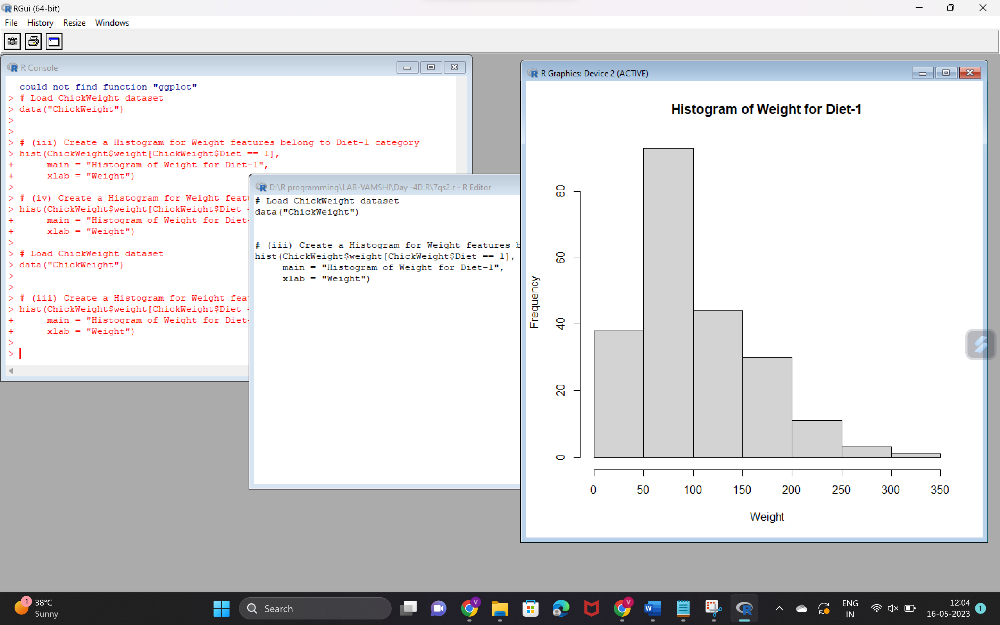 RGui (64-bit)
File History Resize Windows
R Console
could not find function "ggplot"
> # Load ChickWeight dataset
> data("ChickWeight")
>
>
> # (iii) Create a Histogram for Weight features belong to Diet-1 category
> hist(ChickWeight$weight[ChickWeight$Diet == 1],
+      main = "Histogram of Weight for Diet-1",
+      xlab = "Weight")
>
> # (iv) Create a Histogram for Weight
> hist(ChickWeight$weight[ChickWeight$Diet
+      main = "Histogram of Weight for Diet-
+      xlab = "Weight")
>
> # Load ChickWeight dataset
> data("ChickWeight")
>
>
> # (iii) Create a Histogram for Weight
> hist(ChickWeight$weight[ChickWeight$Diet
+      main = "Histogram of Weight for Diet-
+      xlab = "Weight")
>
>
D:\R programming\LAB-VAMSHI\Day -4D.R\7qs2.r - R Editor
# Load ChickWeight dataset
data("ChickWeight")
# (iii) Create a Histogram for Weight features
hist(ChickWeight$weight[ChickWeight$Diet == 1],
     main = "Histogram of Weight for Diet-1",
     xlab = "Weight")
R Graphics: Device 2 (ACTIVE)
Histogram of Weight for Diet-1
80
60
40
20
0
Frequency
0 50 100 150 200 250 300 350
Weight
1
38°C
Sunny
Search
V
V
W
ENG
IN
12:04
16-05-2023
1